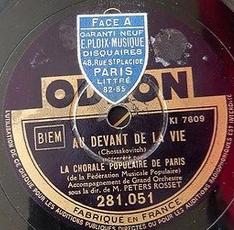 FACE A
GARANTI NEUF
E.PLOIX-MUSIQUE
DISQUAIRES
48, RUE St PLACIDE
PARIS
LITTRÉ
82-85
ODEON
KI 7609
BIEM
AU DEVANT DE LA VIE
(Chostakovitch)
LA CHORALE POPULAIRE DE PARIS
(de la Fédération Musicale Populaire)
Accompagnement de Grand Orchestre
sous la dir. de M. PETERS ROSSET
281.051
FABRIQUÉ EN FRANCE